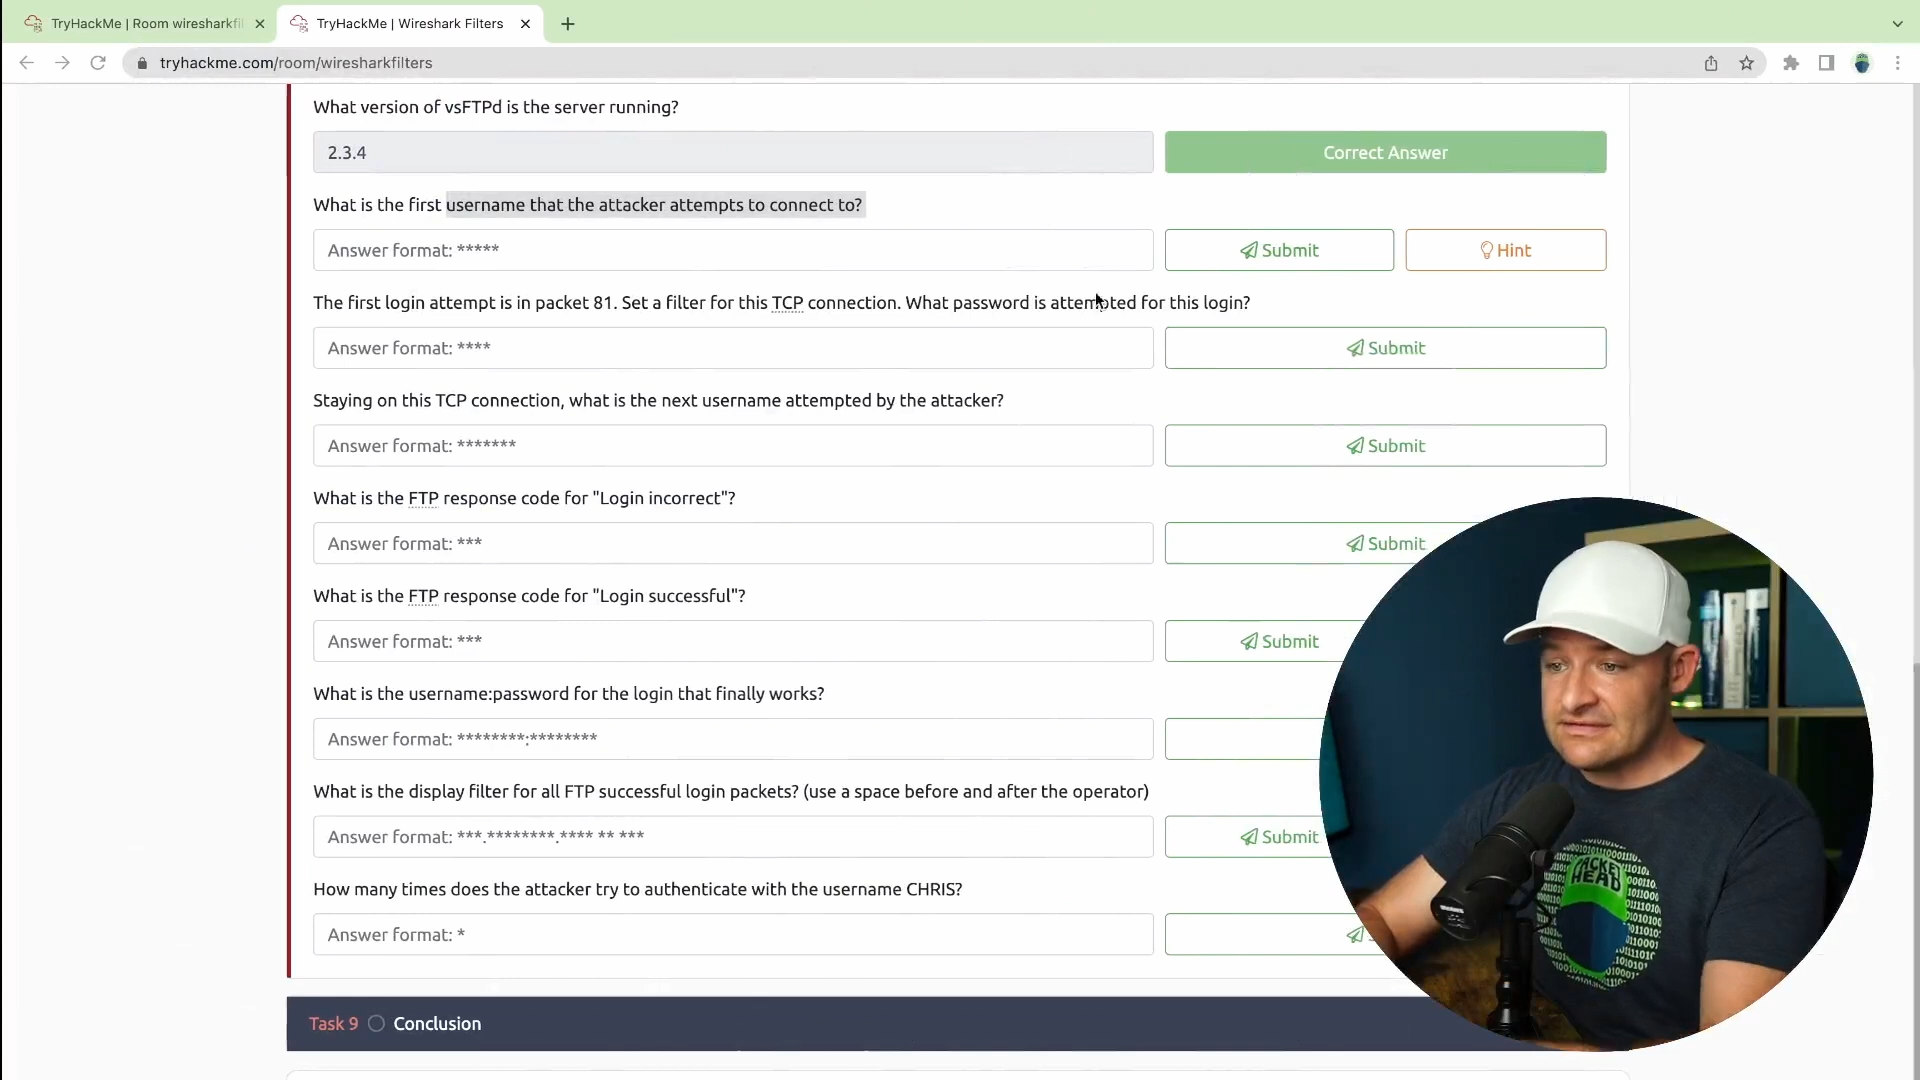 TryHackMe | Room wiresharkfil
TryHackMe | Wireshark Filters
tryhackme.com/room/wiresharkfilters
What version of vsFTPd is the server running?
2.3.4
Correct Answer
What is the first username that the attacker attempts to connect to?
Answer format: *****
Submit
Hint
The first login attempt is in packet 81. Set a filter for this TCP connection. What password is attempted for this login?
Answer format: ****
Submit
Staying on this TCP connection, what is the next username attempted by the attacker?
Answer format: *******
Submit
What is the FTP response code for "Login incorrect"?
Answer format: ***
Submit
What is the FTP response code for "Login successful"?
Answer format: ***
Submit
What is the username:password for the login that finally works?
Answer format: ********:********
What is the display filter for all FTP successful login packets? (use a space before and after the operator)
Answer format: ***.********.**** ** ***
Submit
How many times does the attacker try to authenticate with the username CHRIS?
Answer format: *
PACKET
HEAD
Task 9
Conclusion